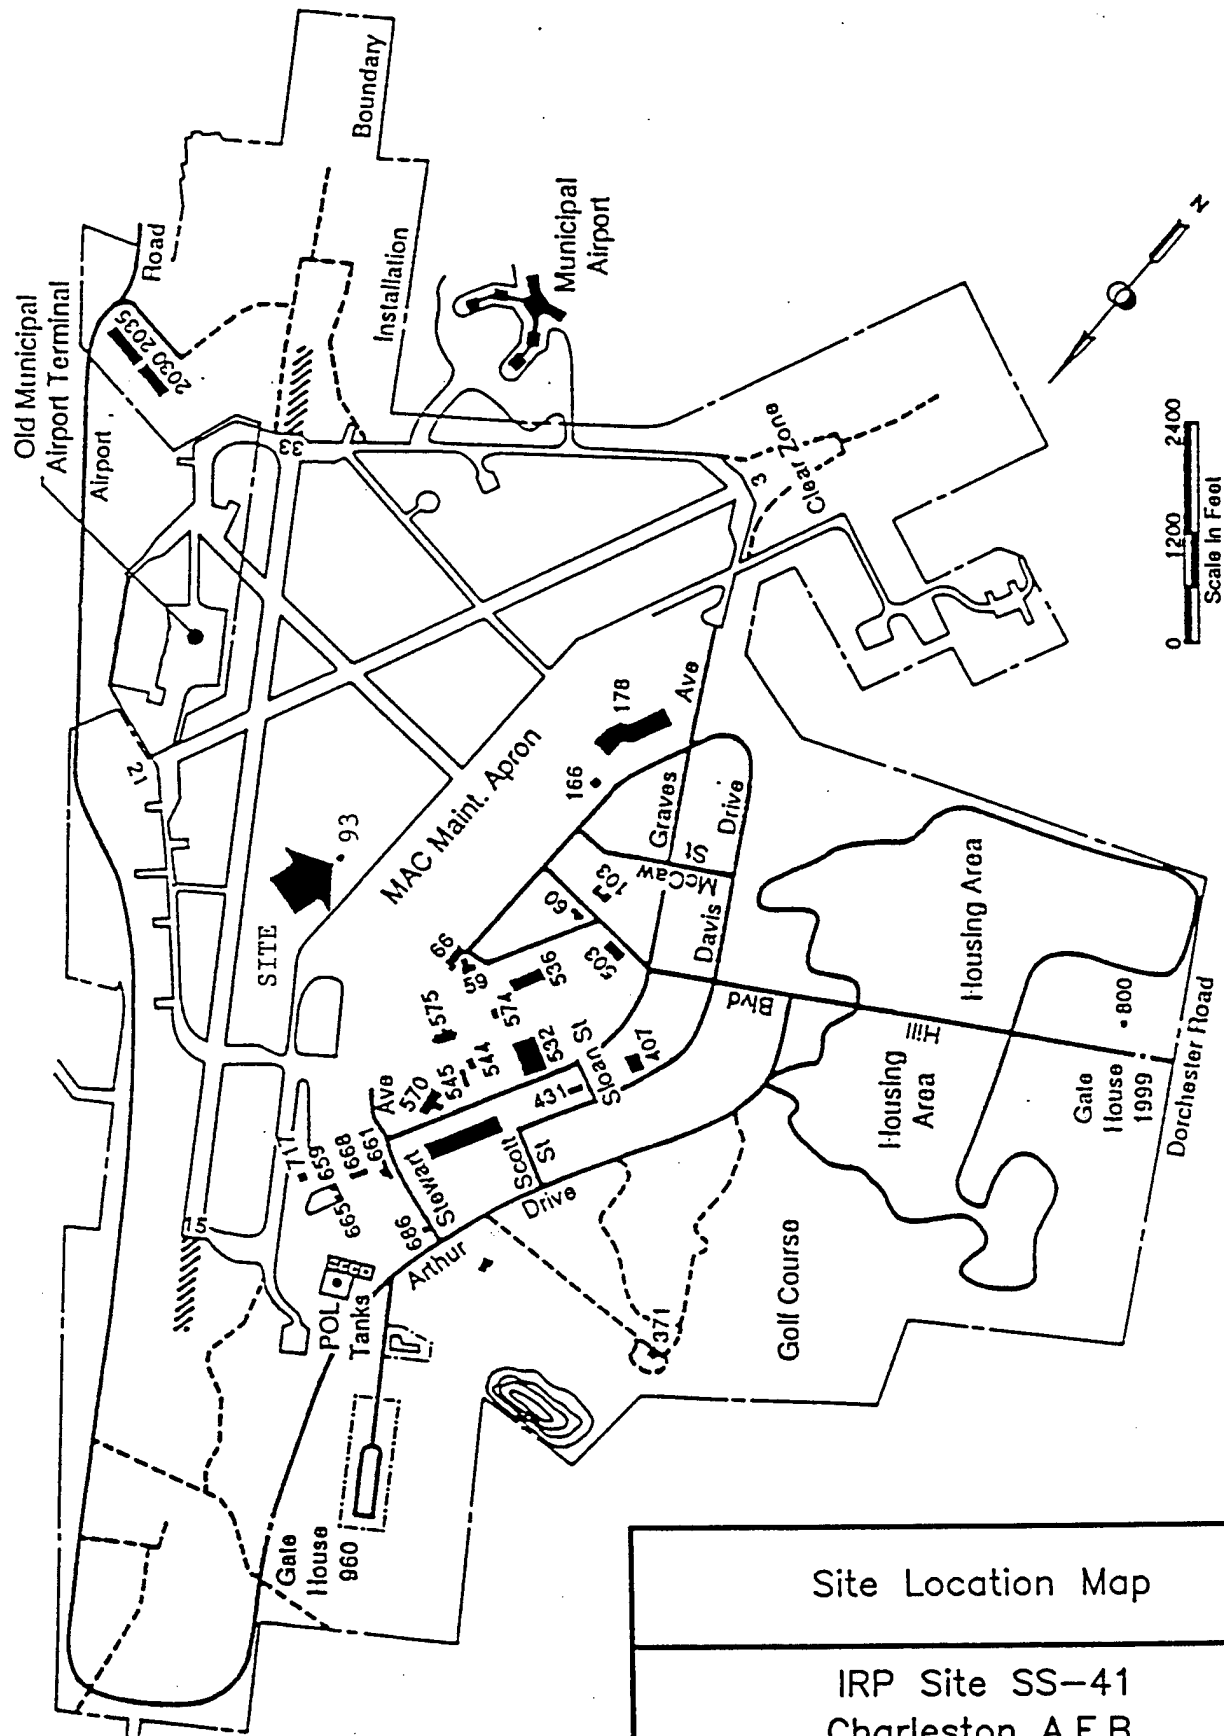 Old Municipal
Airport Terminal
Airport
Road
2030 2035
Boundary
Installation
Municipal
Airport
33
12
15
3
Clear Zone
N
0 1200 2400
Scale In Feet
SITE
93
MAC Maint. Apron
178
166
Graves
Ave
Drive
McCaw
St
103
60
Davis
66
59
536
503
575
574
544
545
532
570
Ave
431
Sloan St
407
Blvd
Hill
Housing Area
Housing
Area
800
Gate
House
1999
Dorchester Road
717
659
668
661
665
686
Stewart
Scott
St
Arthur
Drive
POL
Tanks
371
Golf Course
Gate
House
960
Site Location Map
IRP Site SS-41
Charleston A.F.B.